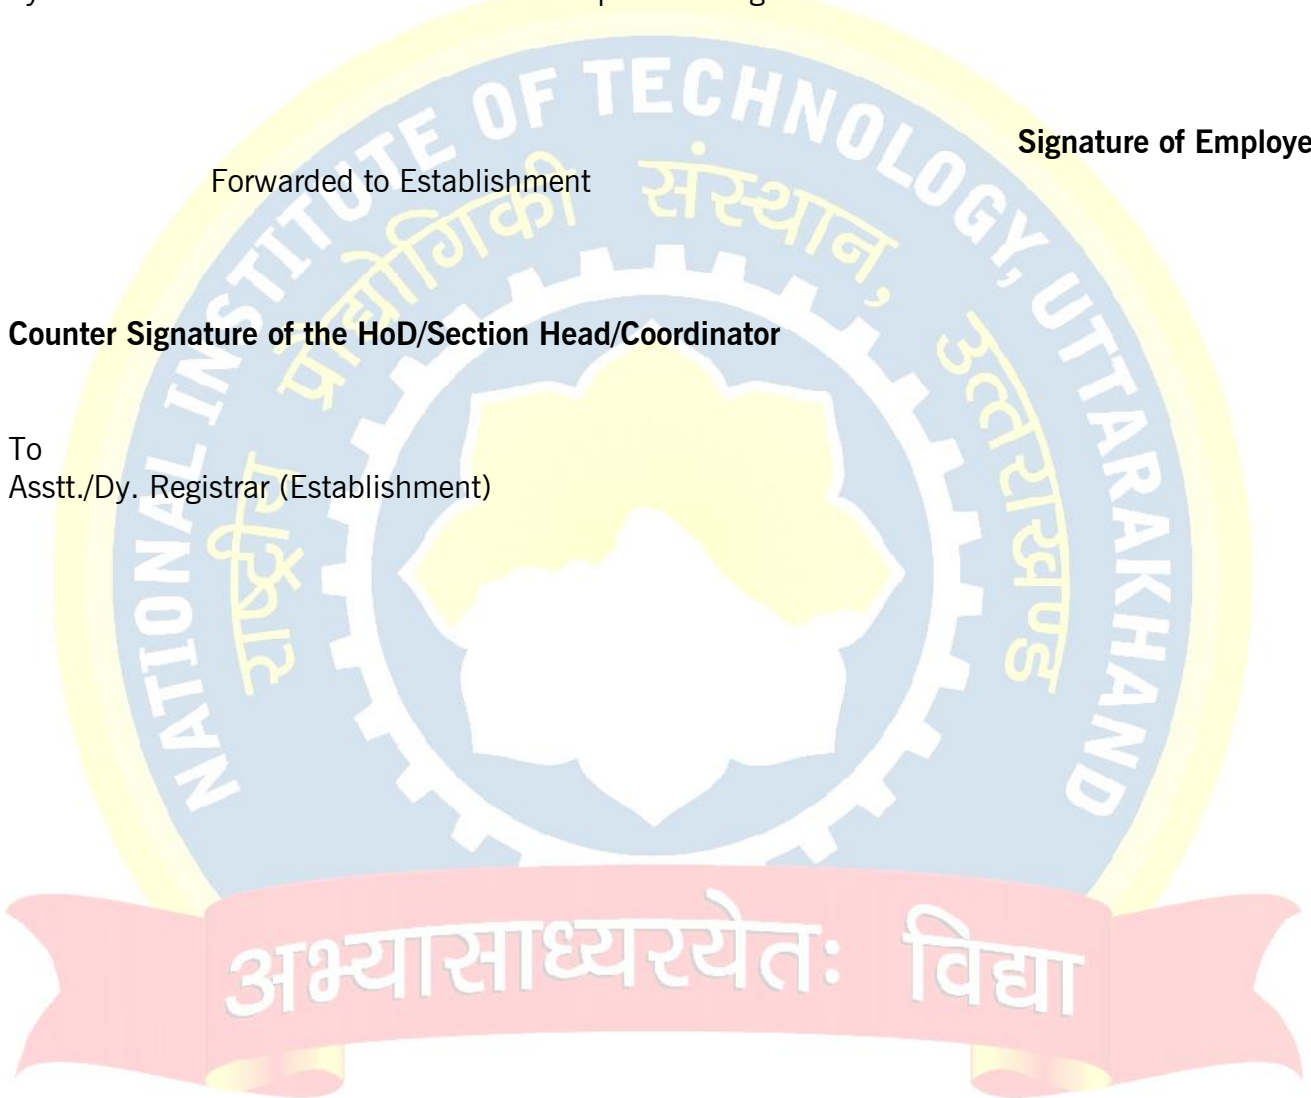 Signature of Employe
Forwarded to Establishment
Counter Signature of the HoD/Section Head/Coordinator
To
Asstt./Dy. Registrar (Establishment)
NATIONAL INSTITUTE OF TECHNOLOGY, UTTARAKHAND
राष्ट्रीय प्रौद्योगिकी संस्थान, उत्तराखण्ड
अभ्यासाध्यरयेतः विद्या